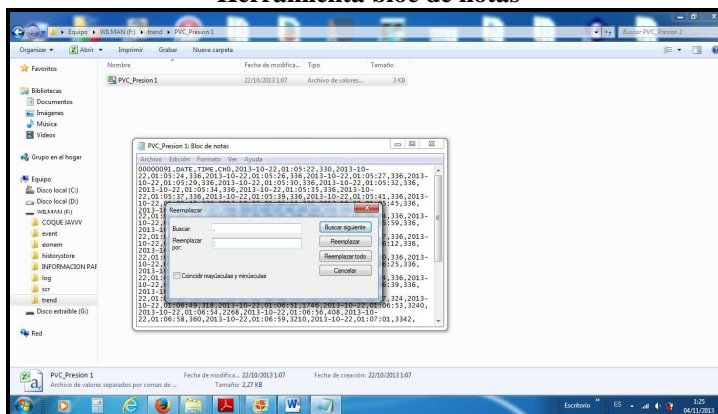 Herramienta bloc de notas
Equipo ▸ WILMAN (F:) ▸ trend ▸ PVC_Presion 1
Buscar PVC_Presion 1
Organizar
Abrir
Imprimir
Grabar
Nueva carpeta
Favoritos
Nombre
Fecha de modifica...
Tipo
Tamaño
PVC_Presion 1
22/10/2013 1:07
Archivo de valores...
3 KB
Bibliotecas
Documentos
Imágenes
Música
Vídeos
Grupo en el hogar
Equipo
Disco local (C:)
Disco local (D:)
WILMAN (F:)
COQUE JAVVV
event
exmem
historystore
INFORMACION PAR
log
scr
trend
Disco extraíble (G:)
Red
PVC_Presion 1: Bloc de notas
Archivo Edición Formato Ver Ayuda
00000091,DATE,TIME,CH0,2013-10-22,01:05:22,330,2013-10-
22,01:05:24,336,2013-10-22,01:05:26,336,2013-10-22,01:05:27,336,2013-
10-22,01:05:29,336,2013-10-22,01:05:30,336,2013-10-22,01:05:32,336,
2013-10-22,01:05:34,336,2013-10-22,01:05:35,336,2013-10-
22,01:05:37,336,2013-10-22,01:05:39,336,2013-10-22,01:05:41,336,2013-
Reemplazar
Buscar:
Buscar siguiente
Reemplazar por:
Reemplazar
Reemplazar todo
Cancelar
Coincidir mayúsculas y minúsculas
10-22,01:06:49,318,2013-10-22,01:06:51,1746,2013-10-22,01:06:53,3240,
2013-10-22,01:06:54,2268,2013-10-22,01:06:56,408,2013-10-
22,01:06:58,360,2013-10-22,01:06:59,3210,2013-10-22,01:07:01,3342,
PVC_Presion 1
Fecha de modifica... 22/10/2013 1:07
Fecha de creación: 22/10/2013 1:07
Archivo de valores separados por comas de ...
Tamaño: 2,27 KB
Escritorio
ES
1:25
04/11/2013